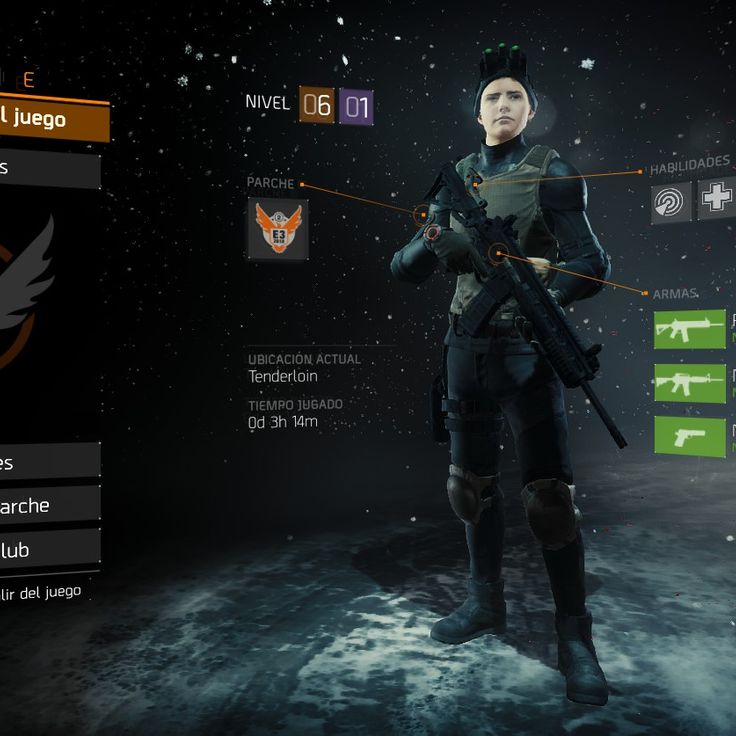 E
l juego
s
NIVEL 06 01
PARCHE
E3
HABILIDADES
ARMAS
UBICACIÓN ACTUAL
Tenderloin
TIEMPO JUGADO
0d 3h 14m
es
arche
lub
lir del juego